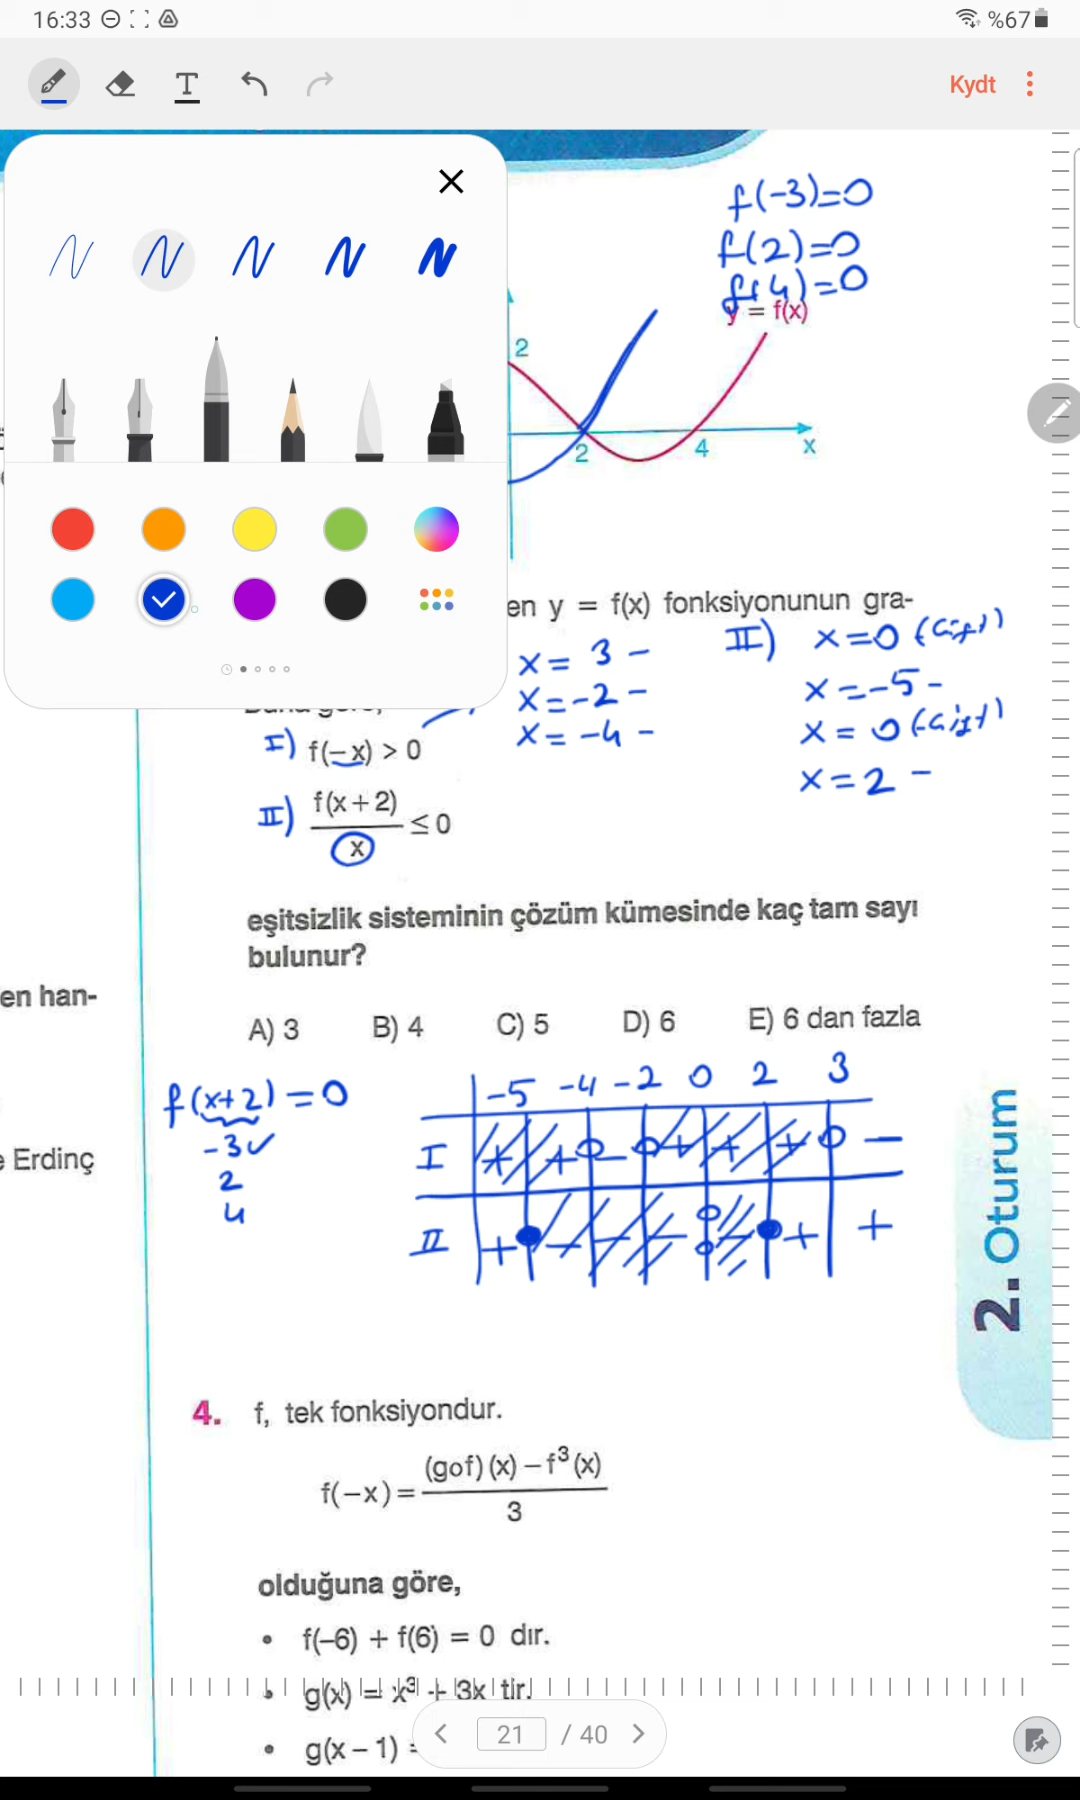 16:33
%67
T
Kydt
f(-3)=0
f(2)=0
f(4)=0
y = f(x)
2
2
4
x
en y = f(x) fonksiyonunun gra-
x = 3 -
x = -2 -
x = -4 -
II) x=0 (çift)
x=-5 -
x = 0 (çift)
x = 2 -
I) f(-x) > 0
II) f(x+2)
x
≤ 0
eşitsizlik sisteminin çözüm kümesinde kaç tam sayı
bulunur?
A) 3 B) 4 C) 5 D) 6 E) 6 dan fazla
en han-
Erdinç
f(x+2) = 0
-3✓
2
4
-5 -4 -2 0 2 3
I + + - + + + -
II + - - - - + +
2. Oturum
4. f, tek fonksiyondur.
f(-x) = (gof)(x) - f³(x)
3
olduğuna göre,
• f(-6) + f(6) = 0 dır.
• g(x) = x³ + 3x tir.
• g(x - 1) =
21 / 40